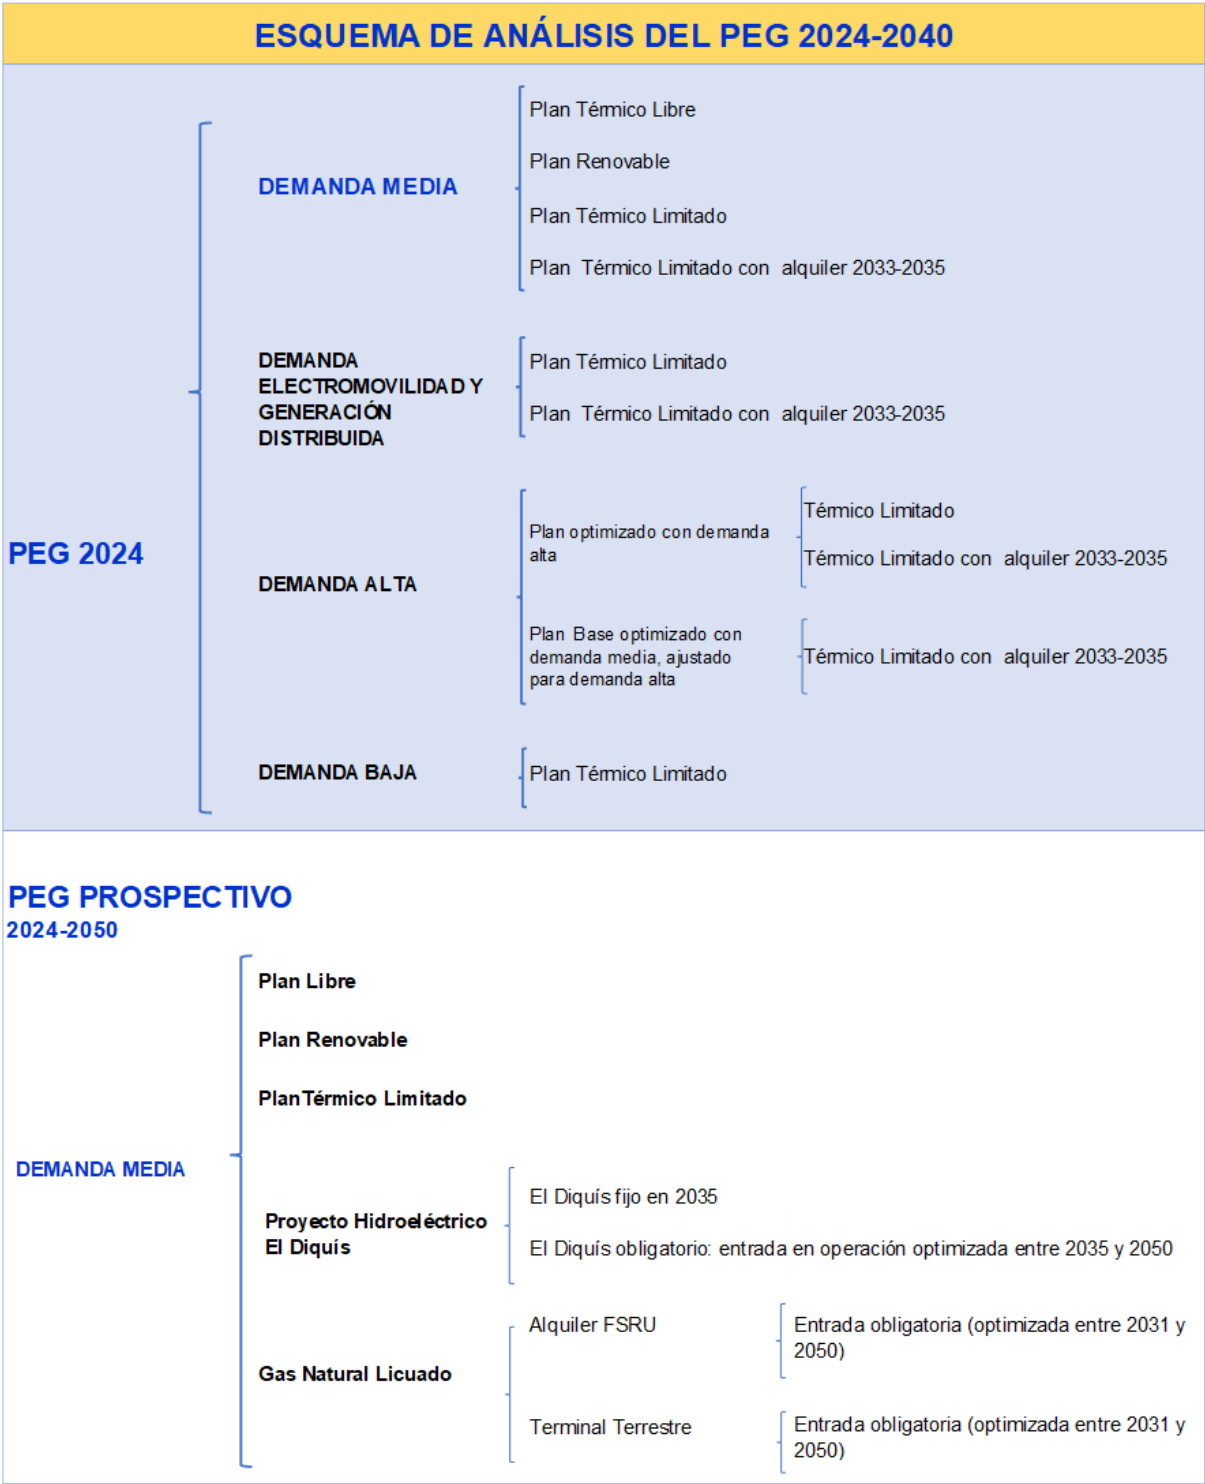 ESQUEMA DE ANÁLISIS DEL PEG 2024-2040
PEG 2024
DEMANDA MEDIA
Plan Térmico Libre
Plan Renovable
Plan Térmico Limitado
Plan Térmico Limitado con alquiler 2033-2035
DEMANDA
ELECTROMOVILIDAD Y
GENERACIÓN
DISTRIBUIDA
Plan Térmico Limitado
Plan Térmico Limitado con alquiler 2033-2035
DEMANDA ALTA
Plan optimizado con demanda
alta
Térmico Limitado
Térmico Limitado con alquiler 2033-2035
Plan Base optimizado con
demanda media, ajustado
para demanda alta
Térmico Limitado con alquiler 2033-2035
DEMANDA BAJA
Plan Térmico Limitado
PEG PROSPECTIVO
2024-2050
DEMANDA MEDIA
Plan Libre
Plan Renovable
Plan Térmico Limitado
Proyecto Hidroeléctrico
El Diquís
El Diquís fijo en 2035
El Diquís obligatorio: entrada en operación optimizada entre 2035 y 2050
Gas Natural Licuado
Alquiler FSRU
Entrada obligatoria (optimizada entre 2031 y
2050)
Terminal Terrestre
Entrada obligatoria (optimizada entre 2031 y
2050)